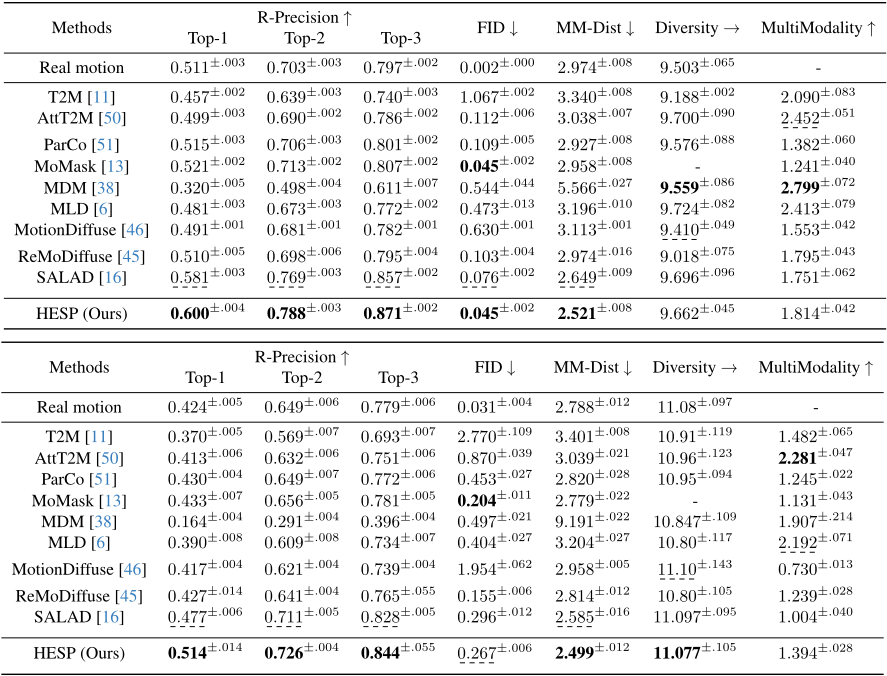 Methods R-Precision ↑ FID ↓ MM-Dist ↓ Diversity → MultiModality ↑
Top-1 Top-2 Top-3
Real motion 0.511±.003 0.703±.003 0.797±.002 0.002±.000 2.974±.008 9.503±.065 -
T2M [11] 0.457±.002 0.639±.003 0.740±.003 1.067±.002 3.340±.008 9.188±.002 2.090±.083
AttT2M [50] 0.499±.003 0.690±.002 0.786±.002 0.112±.006 3.038±.007 9.700±.090 2.452±.051
ParCo [51] 0.515±.003 0.706±.003 0.801±.002 0.109±.005 2.927±.008 9.576±.088 1.382±.060
MoMask [13] 0.521±.002 0.713±.002 0.807±.002 0.045±.002 2.958±.008 - 1.241±.040
MDM [38] 0.320±.005 0.498±.004 0.611±.007 0.544±.044 5.566±.027 9.559±.086 2.799±.072
MLD [6] 0.481±.003 0.673±.003 0.772±.002 0.473±.013 3.196±.010 9.724±.082 2.413±.079
MotionDiffuse [46] 0.491±.001 0.681±.001 0.782±.001 0.630±.001 3.113±.001 9.410±.049 1.553±.042
ReMoDiffuse [45] 0.510±.005 0.698±.006 0.795±.004 0.103±.004 2.974±.016 9.018±.075 1.795±.043
SALAD [16] 0.581±.003 0.769±.003 0.857±.002 0.076±.002 2.649±.009 9.696±.096 1.751±.062
HESP (Ours) 0.600±.004 0.788±.003 0.871±.002 0.045±.002 2.521±.008 9.662±.045 1.814±.042
Methods R-Precision ↑ FID ↓ MM-Dist ↓ Diversity → MultiModality ↑
Top-1 Top-2 Top-3
Real motion 0.424±.005 0.649±.006 0.779±.006 0.031±.004 2.788±.012 11.08±.097 -
T2M [11] 0.370±.005 0.569±.007 0.693±.007 2.770±.109 3.401±.008 10.91±.119 1.482±.065
AttT2M [50] 0.413±.006 0.632±.006 0.751±.006 0.870±.039 3.039±.021 10.96±.123 2.281±.047
ParCo [51] 0.430±.004 0.649±.007 0.772±.006 0.453±.027 2.820±.028 10.95±.094 1.245±.022
MoMask [13] 0.433±.007 0.656±.005 0.781±.005 0.204±.011 2.779±.022 - 1.131±.043
MDM [38] 0.164±.004 0.291±.004 0.396±.004 0.497±.021 9.191±.022 10.847±.109 1.907±.214
MLD [6] 0.390±.008 0.609±.008 0.734±.007 0.404±.027 3.204±.027 10.80±.117 2.192±.071
MotionDiffuse [46] 0.417±.004 0.621±.004 0.739±.004 1.954±.062 2.958±.005 11.10±.143 0.730±.013
ReMoDiffuse [45] 0.427±.014 0.641±.004 0.765±.055 0.155±.006 2.814±.012 10.80±.105 1.239±.028
SALAD [16] 0.477±.006 0.711±.005 0.828±.005 0.296±.012 2.585±.016 11.097±.095 1.004±.040
HESP (Ours) 0.514±.014 0.726±.004 0.844±.055 0.267±.006 2.499±.012 11.077±.105 1.394±.028